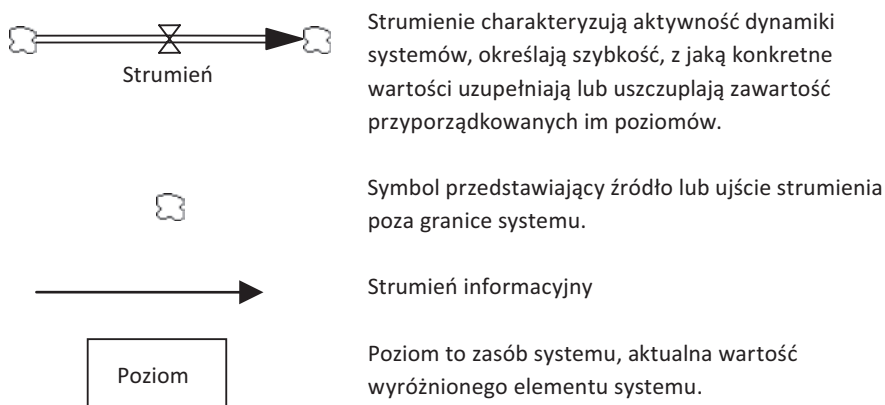 Strumień
Strumienie charakteryzują aktywność dynamiki
systemów, określają szybkość, z jaką konkretne
wartości uzupełniają lub uszczuplają zawartość
przyporządkowanych im poziomów.
Symbol przedstawiający źródło lub ujście strumienia
poza granice systemu.
Strumień informacyjny
Poziom
Poziom to zasób systemu, aktualna wartość
wyróżnionego elementu systemu.